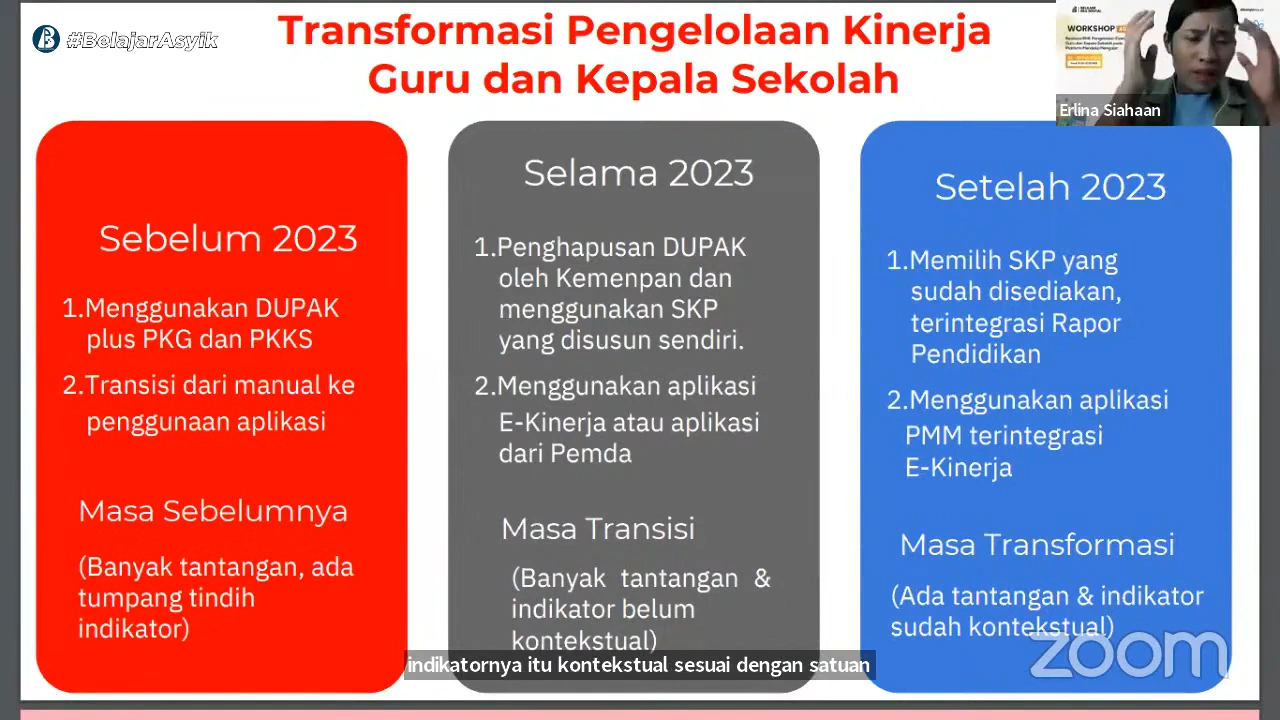 #BelajarAsyik
Transformasi Pengelolaan Kinerja
Guru dan Kepala Sekolah
WORKSHOP
Erlina Siahaan
Sebelum 2023
1.Menggunakan DUPAK
plus PKG dan PKKS
2.Transisi dari manual ke
penggunaan aplikasi
Masa Sebelumnya
(Banyak tantangan, ada
tumpang tindih
indikator)
Selama 2023
1.Penghapusan DUPAK
oleh Kemenpan dan
menggunakan SKP
yang disusun sendiri.
2.Menggunakan aplikasi
E-Kinerja atau aplikasi
dari Pemda
Masa Transisi
(Banyak tantangan &
indikator belum
kontekstual)
Setelah 2023
1.Memilih SKP yang
sudah disediakan,
terintegrasi Rapor
Pendidikan
2.Menggunakan aplikasi
PMM terintegrasi
E-Kinerja
Masa Transformasi
(Ada tantangan & indikator
sudah kontekstual)
zoom
indikatornya itu kontekstual sesuai dengan satuan